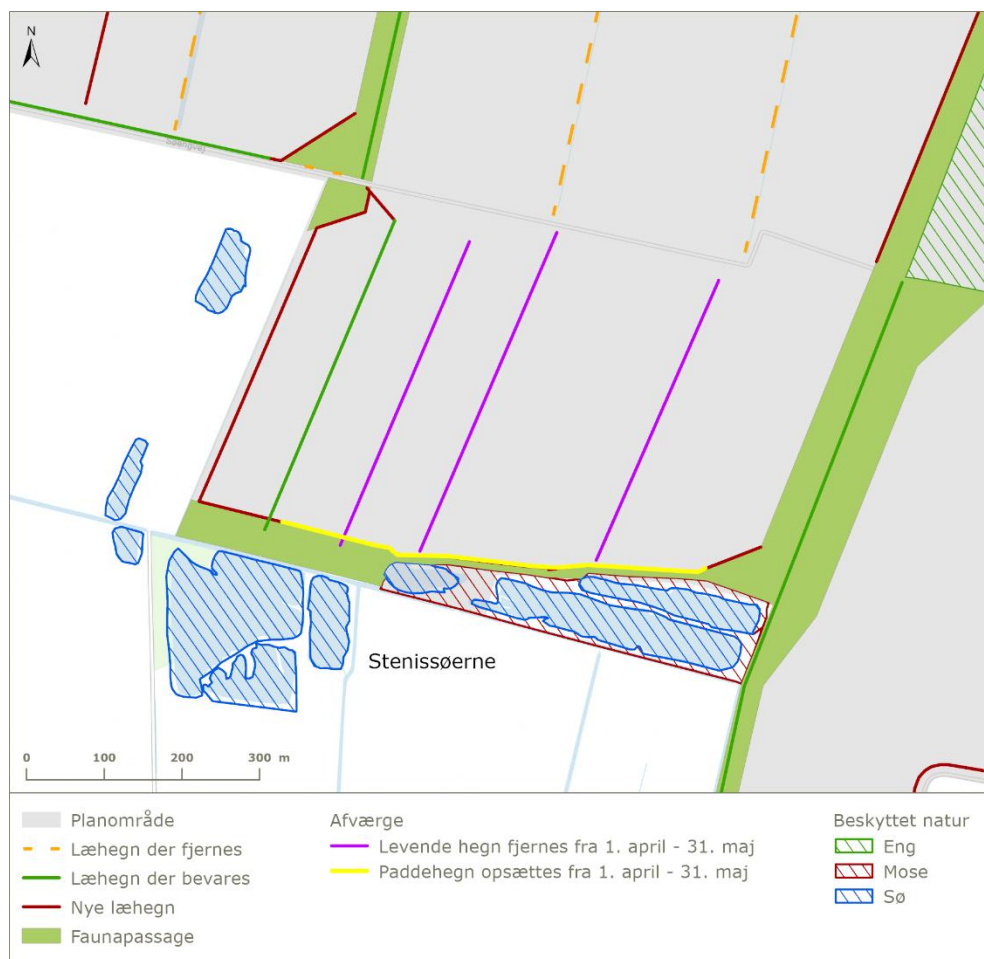 N
Stenissøerne
0 100 200 300 m
Planområde
Læhegn der fjernes
Læhegn der bevares
Nye læhegn
Faunapassage
Afværge
Levende hegn fjernes fra 1. april - 31. maj
Paddehegn opsættes fra 1. april - 31. maj
Beskyttet natur
Eng
Mose
Sø